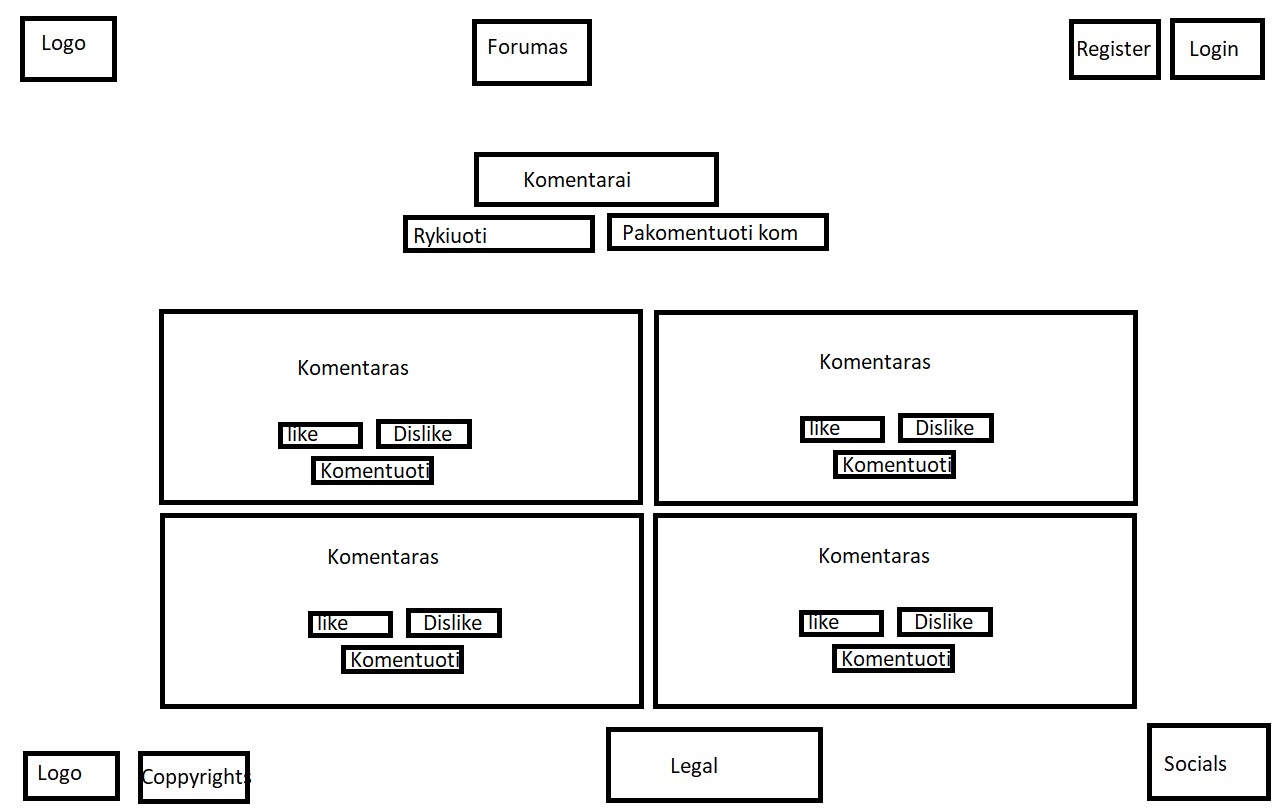 Logo
Forumas
Register
Login
Komentarai
Rykiuoti
Pakomentuoti kom
Komentaras
like
Dislike
Komentuoti
Komentaras
like
Dislike
Komentuoti
Komentaras
like
Dislike
Komentuoti
Komentaras
like
Dislike
Komentuoti
Logo
Coppyrights
Legal
Socials